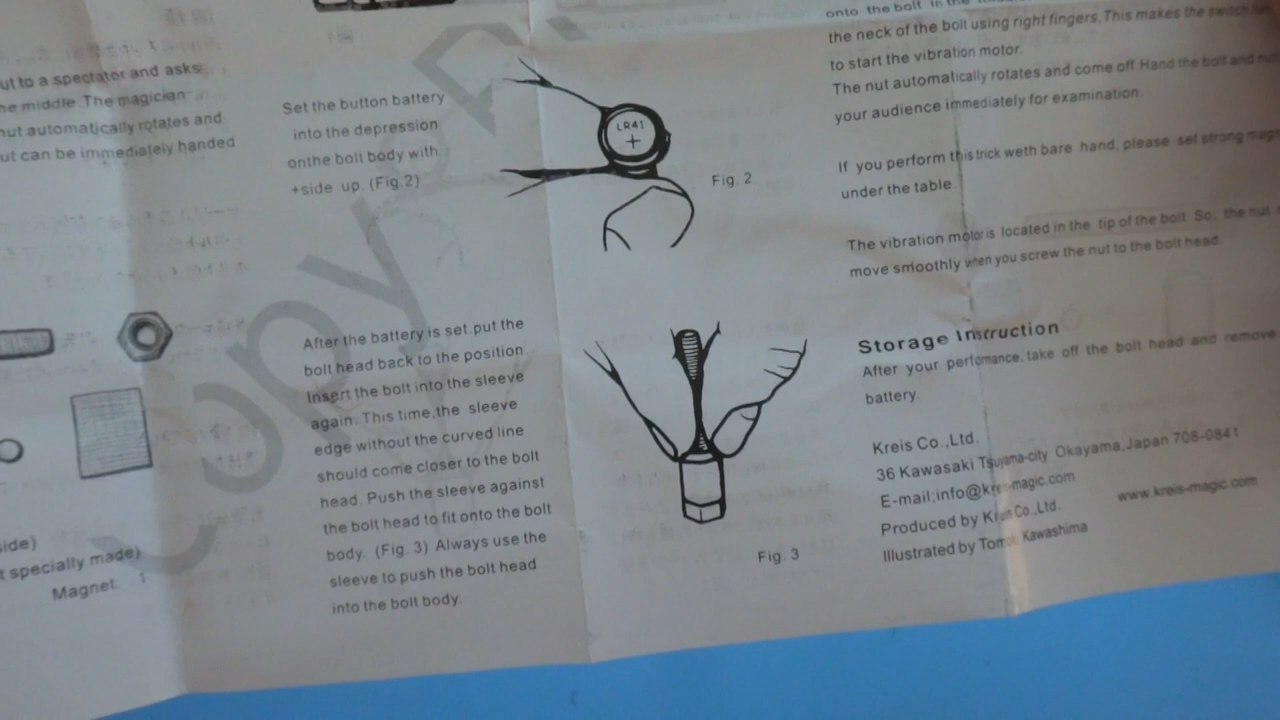 ut to a spectator and asks
he middle. The magician
nut automatically rotates and
ut can be immediately handed
side)
t specially made)
Magnet. 1
Set the button battery
into the depression
onthe bolt body with
+side up. (Fig.2)
LR41
+
Fig. 2
After the battery is set,put the
bolt head back to the position.
Insert the bolt into the sleeve
again. This time,the sleeve
edge without the curved line
should come closer to the bolt
head. Push the sleeve against
the bolt head to fit onto the bolt
body. (Fig. 3) Always use the
sleeve to push the bolt head
into the bolt body.
Fig. 3
onto the bolt in the
the neck of the bolt using right fingers.This makes the switch
to start the vibration motor.
The nut automatically rotates and come off.Hand the bolt and nut
your audience immediately for examination.
If you perform this trick weth bare hand, please set strong mag
under the table.
The vibration motor is located in the tip of the bolt. So, the nut
move smoothly when you screw the nut to the bolt head.
Storage Instruction
After your perfomance, take off the bolt head and remove
battery.
Kreis Co.,Ltd.
36 Kawasaki Tsuyama-city Okayama,Japan 708-0841
E-mail;info@kreis-magic.com
www.kreis-magic.com
Produced by Kreis Co.,Ltd.
Illustrated by Kawashima
Copy